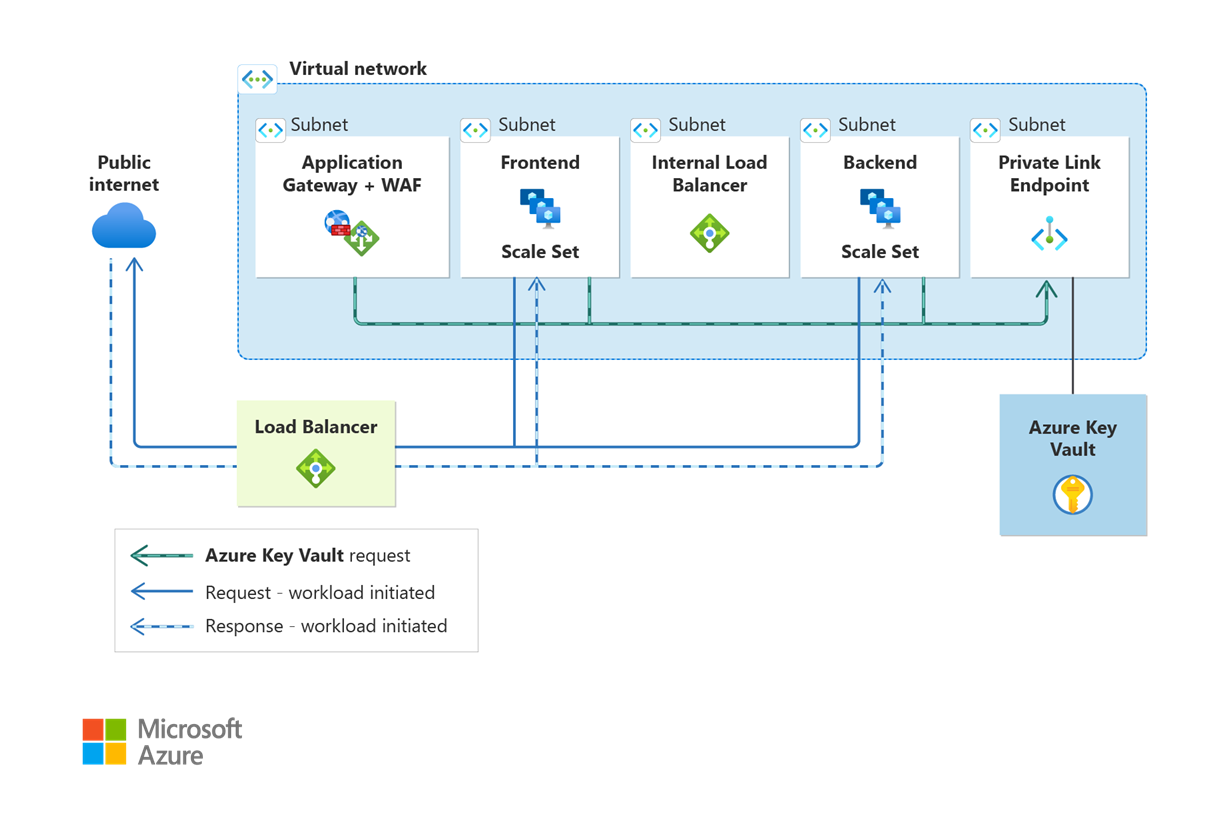 Virtual network
Subnet
Subnet
Subnet
Subnet
Subnet
Public
internet
Application
Gateway + WAF
Frontend
Scale Set
Internal Load
Balancer
Backend
Scale Set
Private Link
Endpoint
Load Balancer
Azure Key
Vault
Azure Key Vault request
Request - workload initiated
Response - workload initiated
Microsoft
Azure